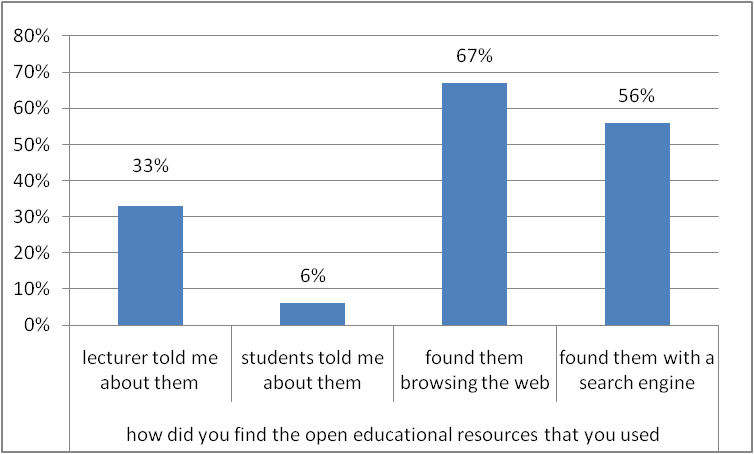 80%
70%
60%
50%
40%
30%
20%
10%
0%
33%
6%
67%
56%
lecturer told me
about them
students told me
about them
found them
browsing the web
found them with a
search engine
how did you find the open educational resources that you used